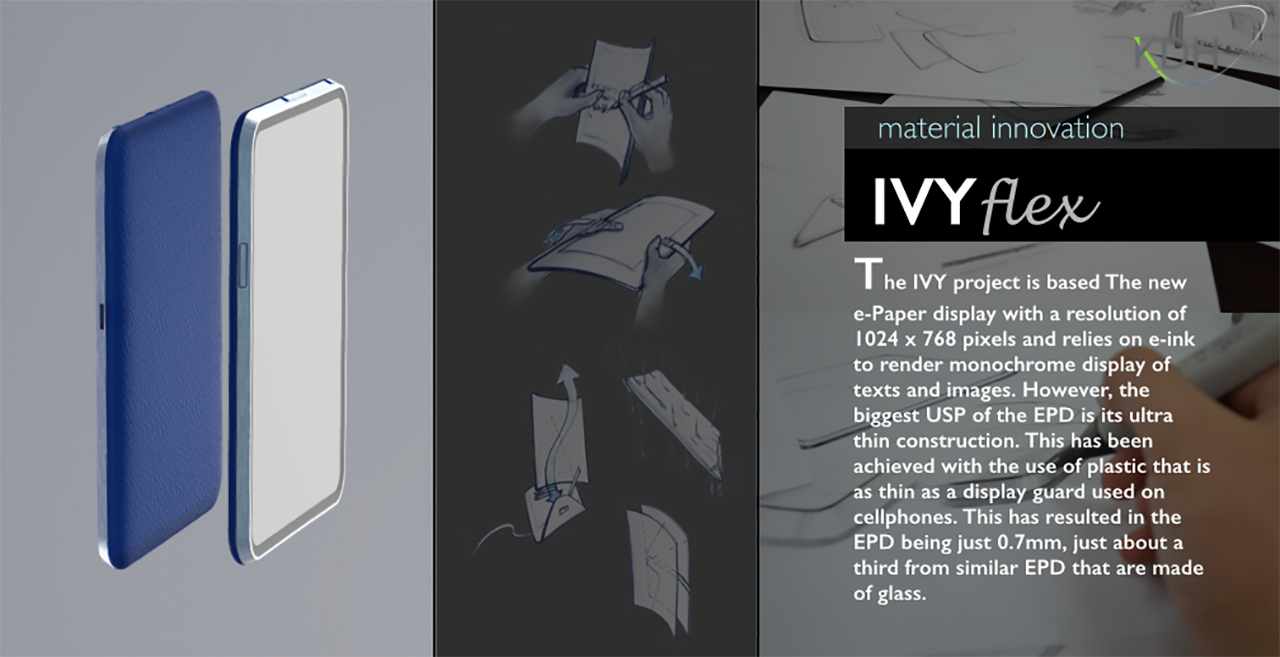 KDH
material innovation
IVYflex
The IVY project is based The new
e-Paper display with a resolution of
1024 x 768 pixels and relies on e-ink
to render monochrome display of
texts and images. However, the
biggest USP of the EPD is its ultra
thin construction. This has been
achieved with the use of plastic that is
as thin as a display guard used on
cellphones. This has resulted in the
EPD being just 0.7mm, just about a
third from similar EPD that are made
of glass.